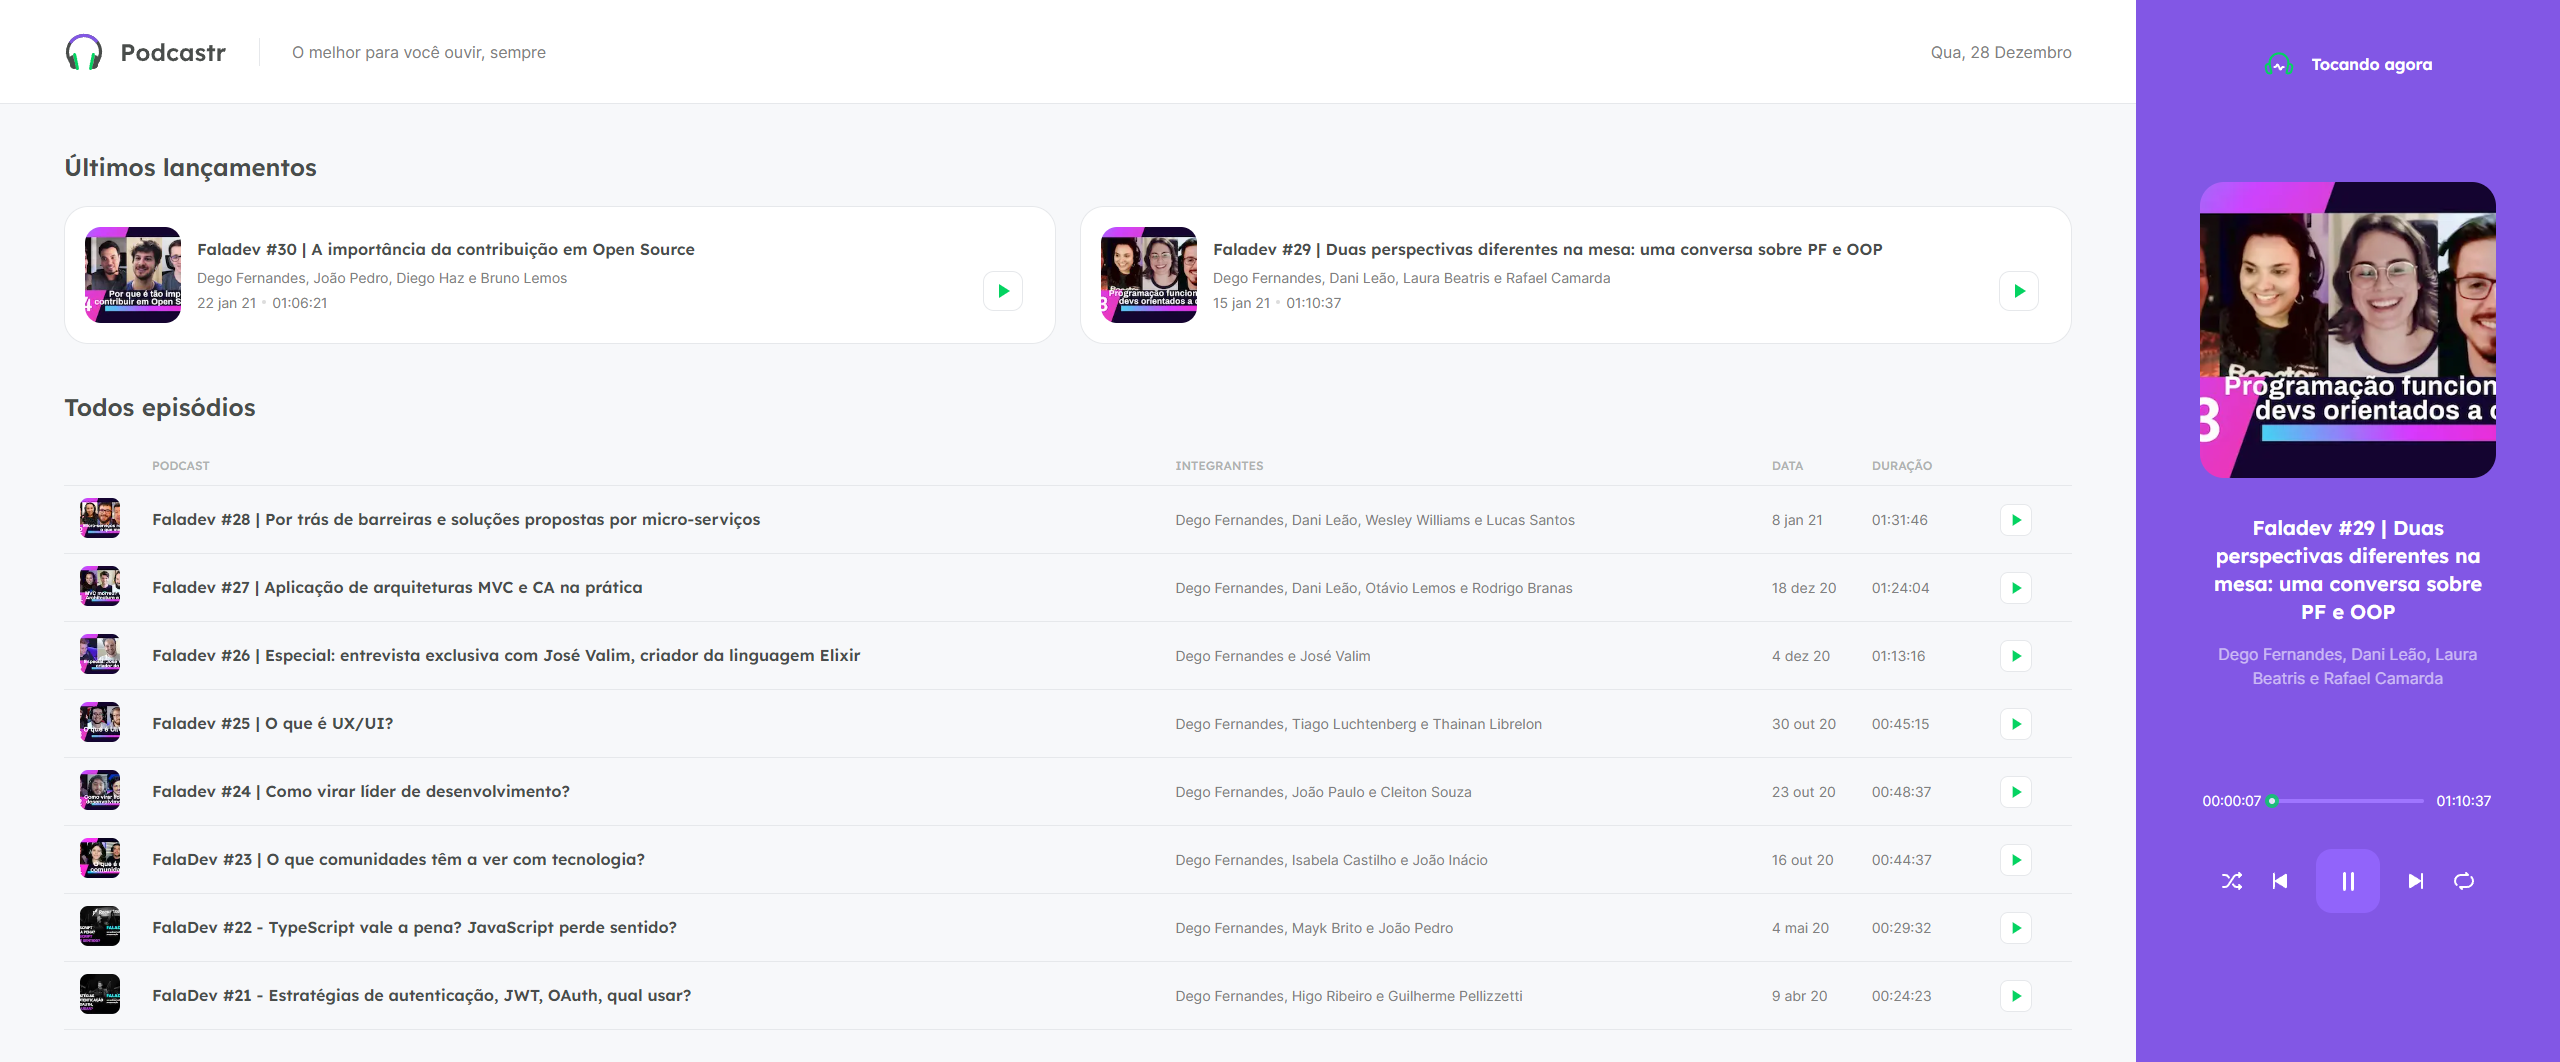 Podcastr
O melhor para você ouvir, sempre
Qua, 28 Dezembro
Últimos lançamentos
Faladev #30 | A importância da contribuição em Open Source
Dego Fernandes, João Pedro, Diego Haz e Bruno Lemos
22 jan 21 • 01:06:21
Por que é tão imp
contribuir em Open S
Faladev #29 | Duas perspectivas diferentes na mesa: uma conversa sobre PF e OOP
Dego Fernandes, Dani Leão, Laura Beatris e Rafael Camarda
15 jan 21 • 01:10:37
Programação funcion
devs orientados a
Todos episódios
PODCAST INTEGRANTES DATA DURAÇÃO
Faladev #28 | Por trás de barreiras e soluções propostas por micro-serviços Dego Fernandes, Dani Leão, Wesley Williams e Lucas Santos 8 jan 21 01:31:46
Faladev #27 | Aplicação de arquiteturas MVC e CA na prática Dego Fernandes, Dani Leão, Otávio Lemos e Rodrigo Branas 18 dez 20 01:24:04
Faladev #26 | Especial: entrevista exclusiva com José Valim, criador da linguagem Elixir Dego Fernandes e José Valim 4 dez 20 01:13:16
Faladev #25 | O que é UX/UI? Dego Fernandes, Tiago Luchtenberg e Thainan Librelon 30 out 20 00:45:15
Faladev #24 | Como virar líder de desenvolvimento? Dego Fernandes, João Paulo e Cleiton Souza 23 out 20 00:48:37
FalaDev #23 | O que comunidades têm a ver com tecnologia? Dego Fernandes, Isabela Castilho e João Inácio 16 out 20 00:44:37
FalaDev #22 - TypeScript vale a pena? JavaScript perde sentido? Dego Fernandes, Mayk Brito e João Pedro 4 mai 20 00:29:32
FalaDev #21 - Estratégias de autenticação, JWT, OAuth, qual usar? Dego Fernandes, Higo Ribeiro e Guilherme Pellizzetti 9 abr 20 00:24:23
Tocando agora
Programação funcion
devs orientados a
3
Faladev #29 | Duas
perspectivas diferentes na
mesa: uma conversa sobre
PF e OOP
Dego Fernandes, Dani Leão, Laura
Beatris e Rafael Camarda
00:00:07 01:10:37